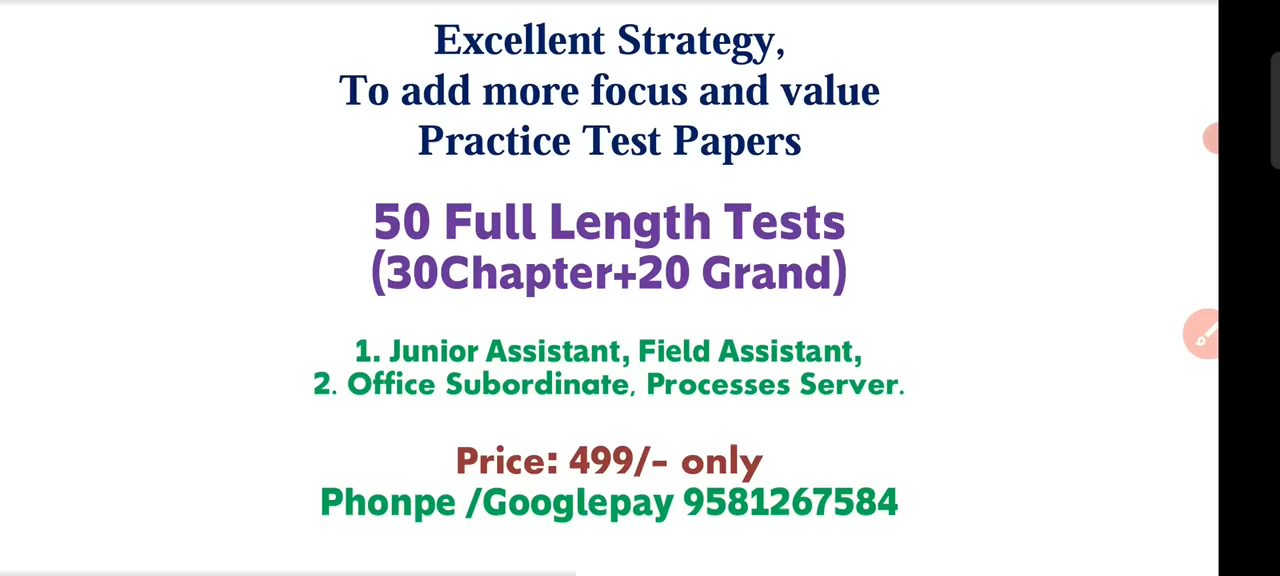 Excellent Strategy,
To add more focus and value
Practice Test Papers
50 Full Length Tests
(30Chapter+20 Grand)
1. Junior Assistant, Field Assistant,
2. Office Subordinate, Processes Server.
Price: 499/- only
Phonpe /Googlepay 9581267584